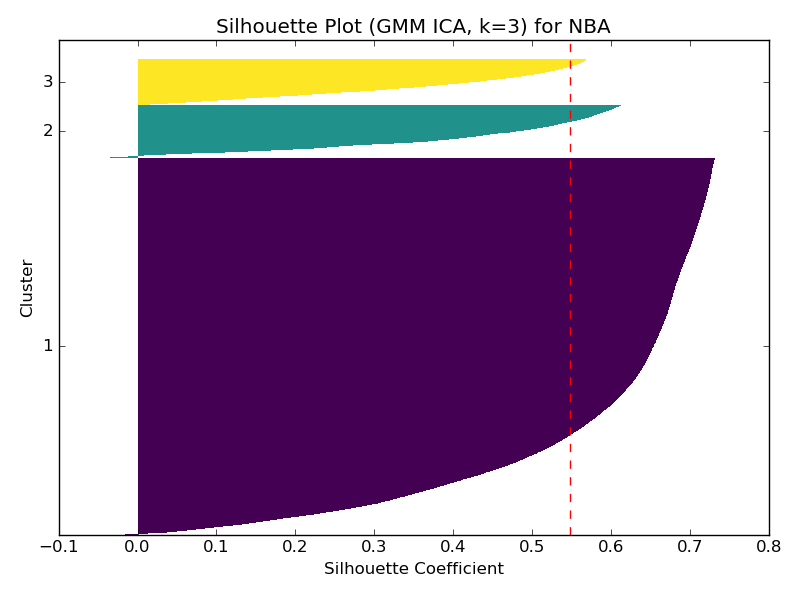 Silhouette Plot (GMM ICA, k=3) for NBA
3
2
1
Cluster
−0.1 0.0 0.1 0.2 0.3 0.4 0.5 0.6 0.7 0.8
Silhouette Coefficient